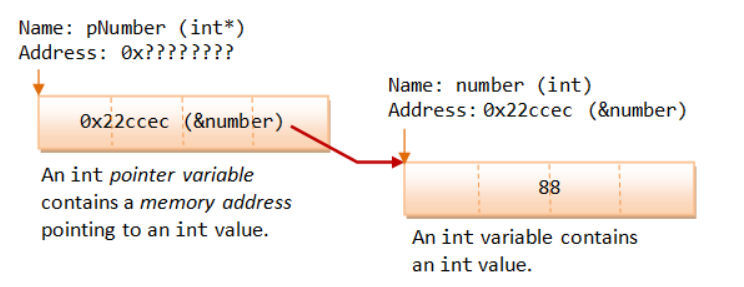 Name: pNumber (int*)
Address: 0x????????
0x22ccec (&number)
An int pointer variable
contains a memory address
pointing to an int value.
Name: number (int)
Address: 0x22ccec (&number)
88
An int variable contains
an int value.